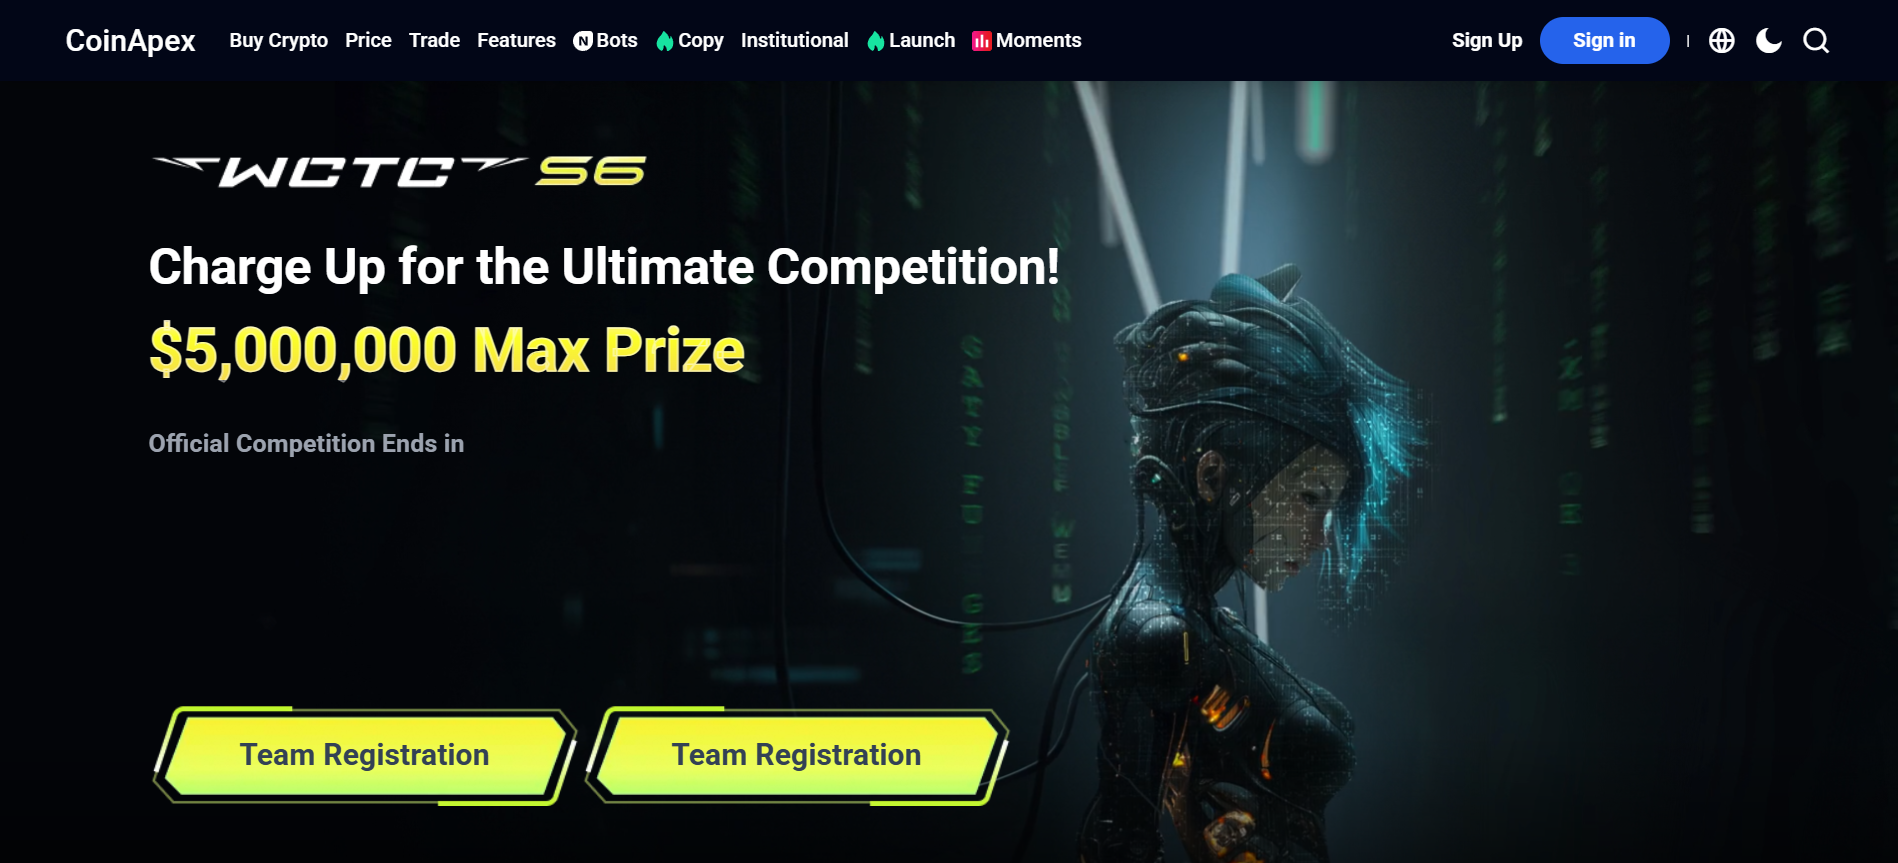 CoinApex Buy Crypto Price Trade Features N Bots Copy Institutional Launch Moments Sign Up Sign in
WCTC S6
Charge Up for the Ultimate Competition!
$5,000,000 Max Prize
Official Competition Ends in
Team Registration Team Registration